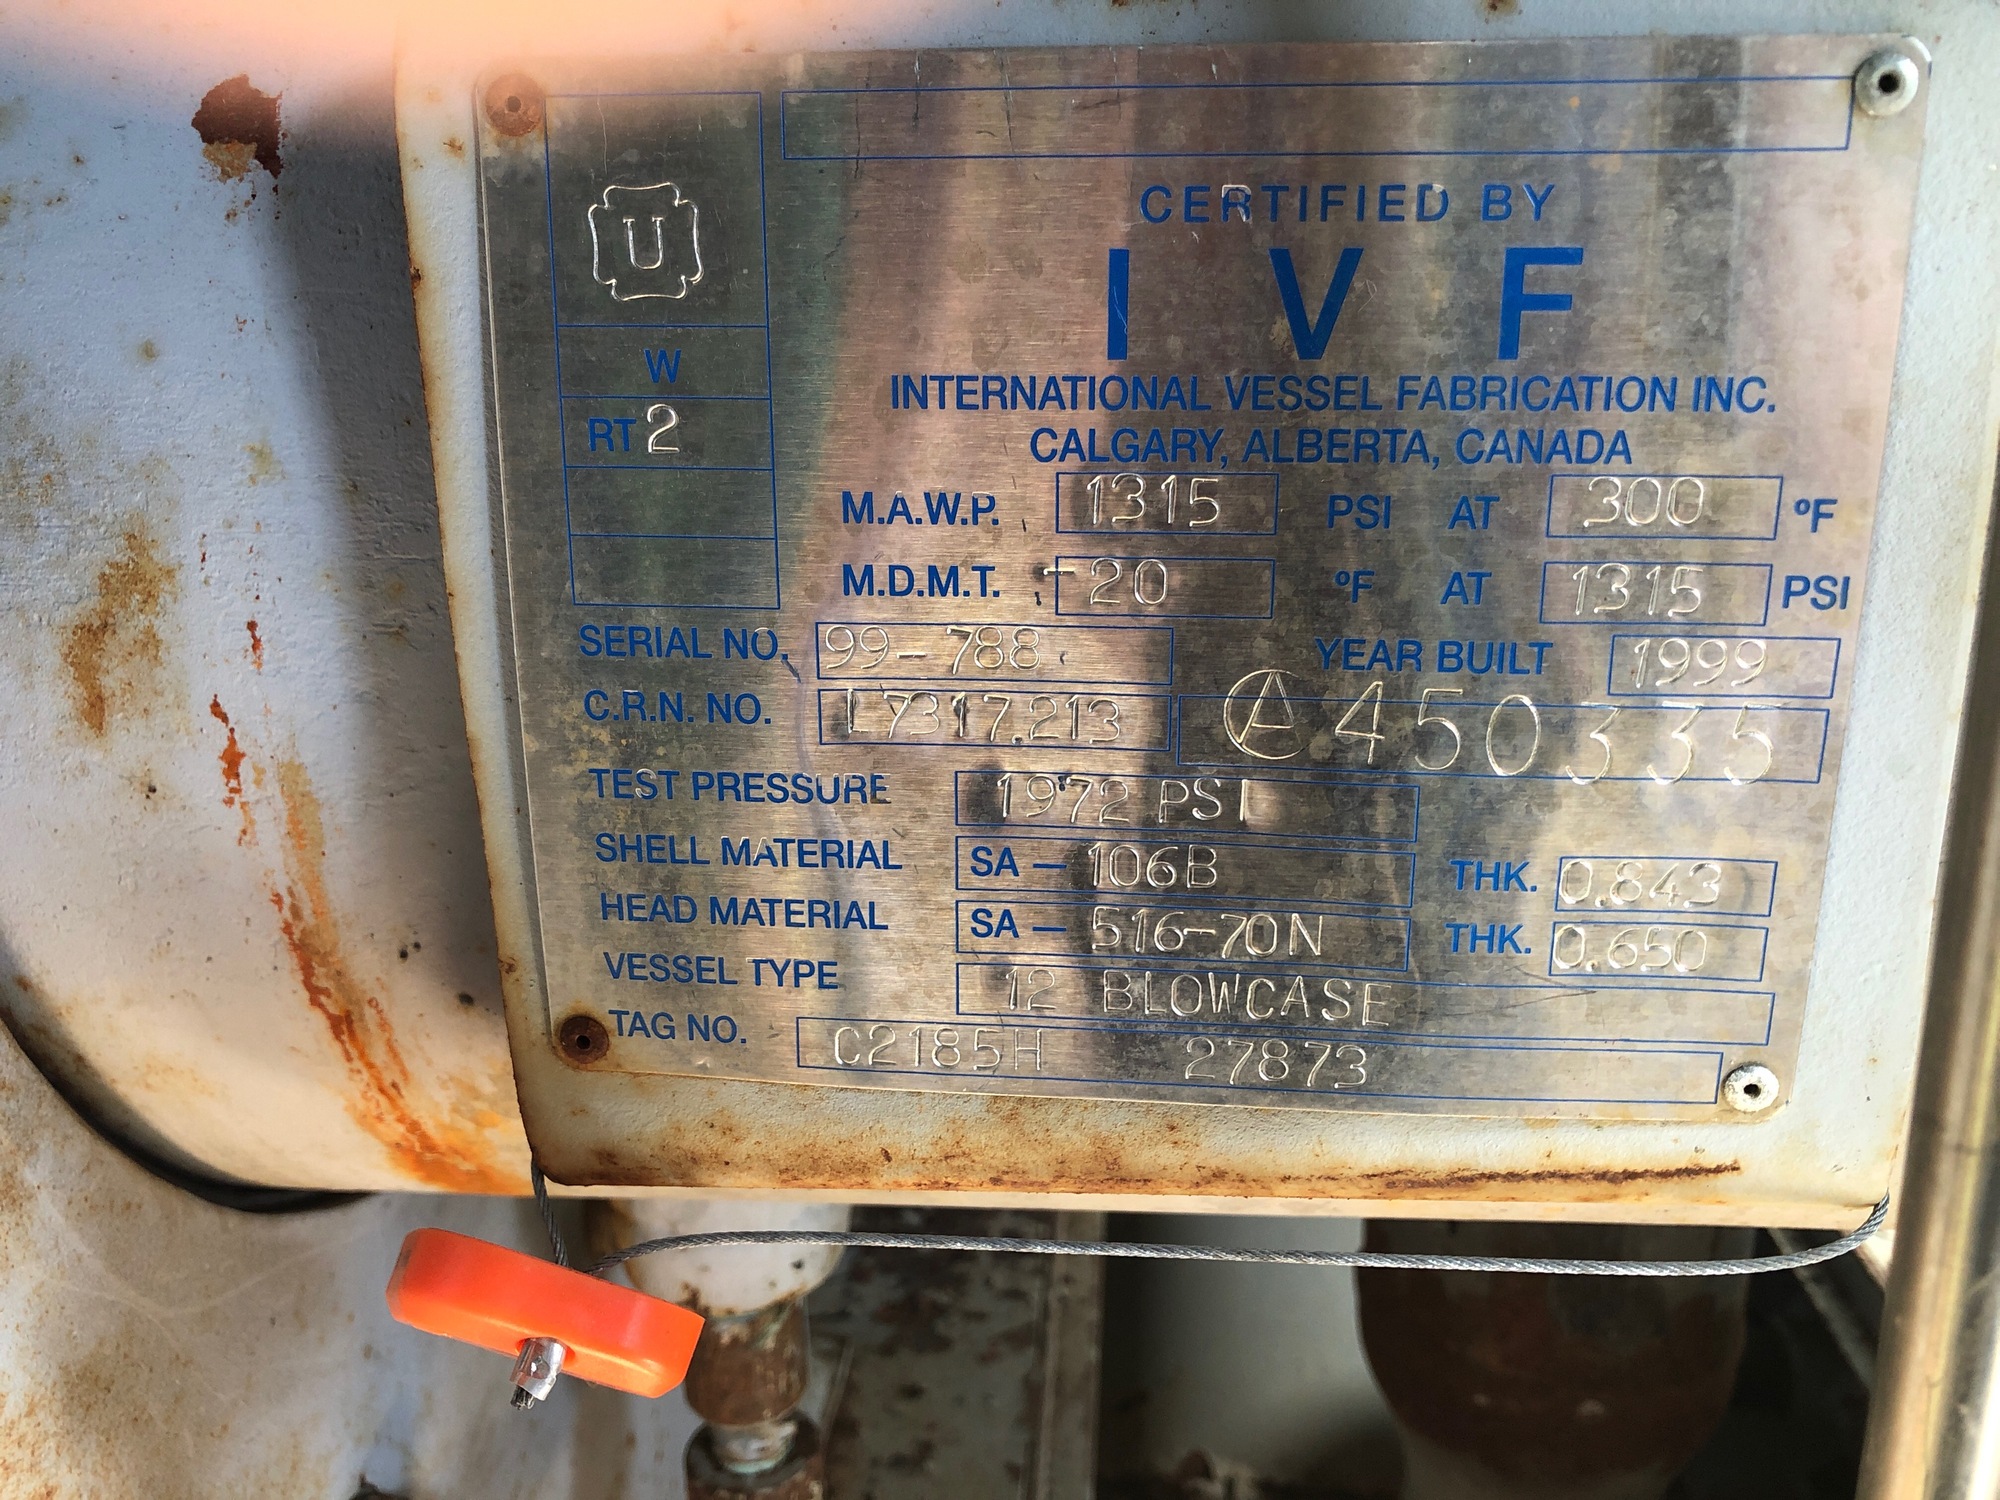 U
W
RT 2
CERTIFIED BY
I V F
INTERNATIONAL VESSEL FABRICATION INC.
CALGARY, ALBERTA, CANADA
M.A.W.P. 1315 PSI AT 300 ºF
M.D.M.T. -20 ºF AT 1315 PSI
SERIAL NO. 99-788 YEAR BUILT 1999
C.R.N. NO. L7317.213 A 450335
TEST PRESSURE 1972 PSI
SHELL MATERIAL SA — 106B THK. 0.843
HEAD MATERIAL SA — 516-70N THK. 0.650
VESSEL TYPE 12 BLOWCASE
TAG NO. C2185H 27873